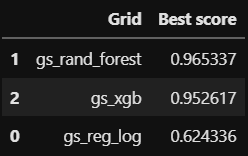 Grid Best score
1 gs_rand_forest 0.965337
2 gs_xgb 0.952617
0 gs_reg_log 0.624336